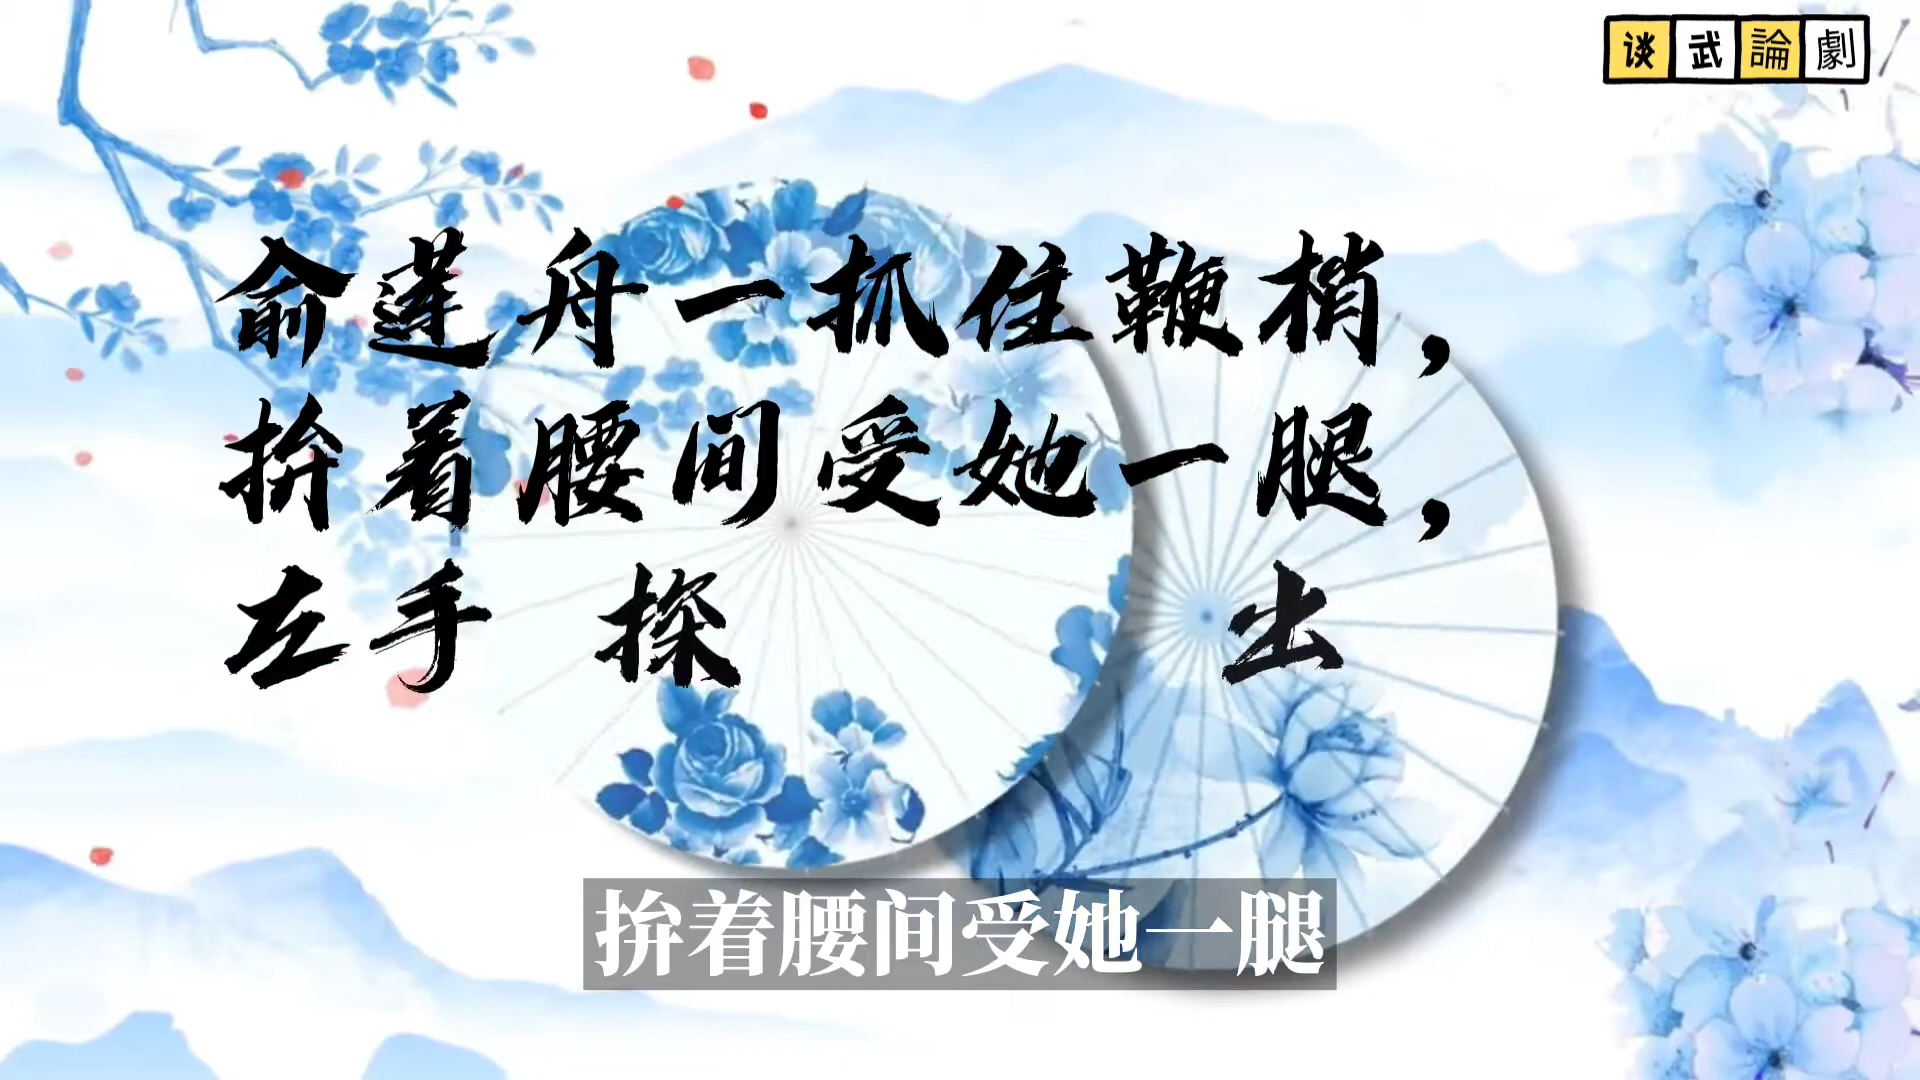 谈武論劇
俞莲舟一抓住鞭梢，
拚着腰间受她一腿，
左手 探 出
拚着腰间受她一腿